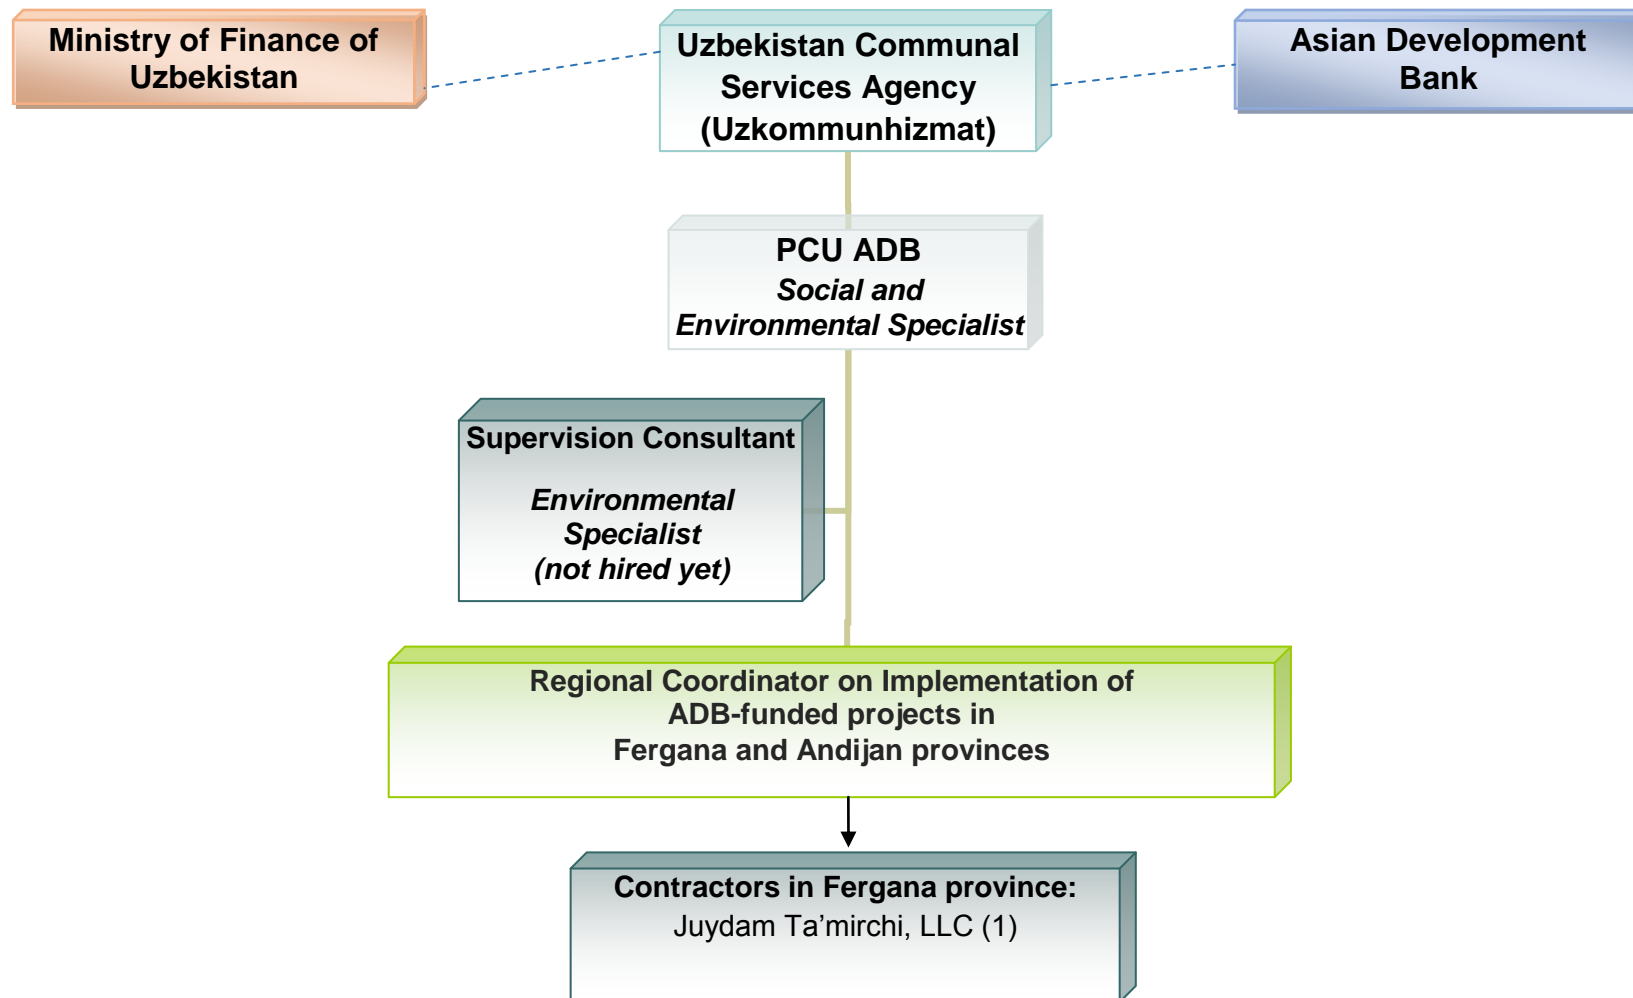 Ministry of Finance of
Uzbekistan
Uzbekistan Communal
Services Agency
(Uzkommunhizmat)
Asian Development
Bank
PCU ADB
Social and
Environmental Specialist
Supervision Consultant
Environmental
Specialist
(not hired yet)
Regional Coordinator on Implementation of
ADB-funded projects in
Fergana and Andijan provinces
Contractors in Fergana province:
Juydam Ta’mirchi, LLC (1)